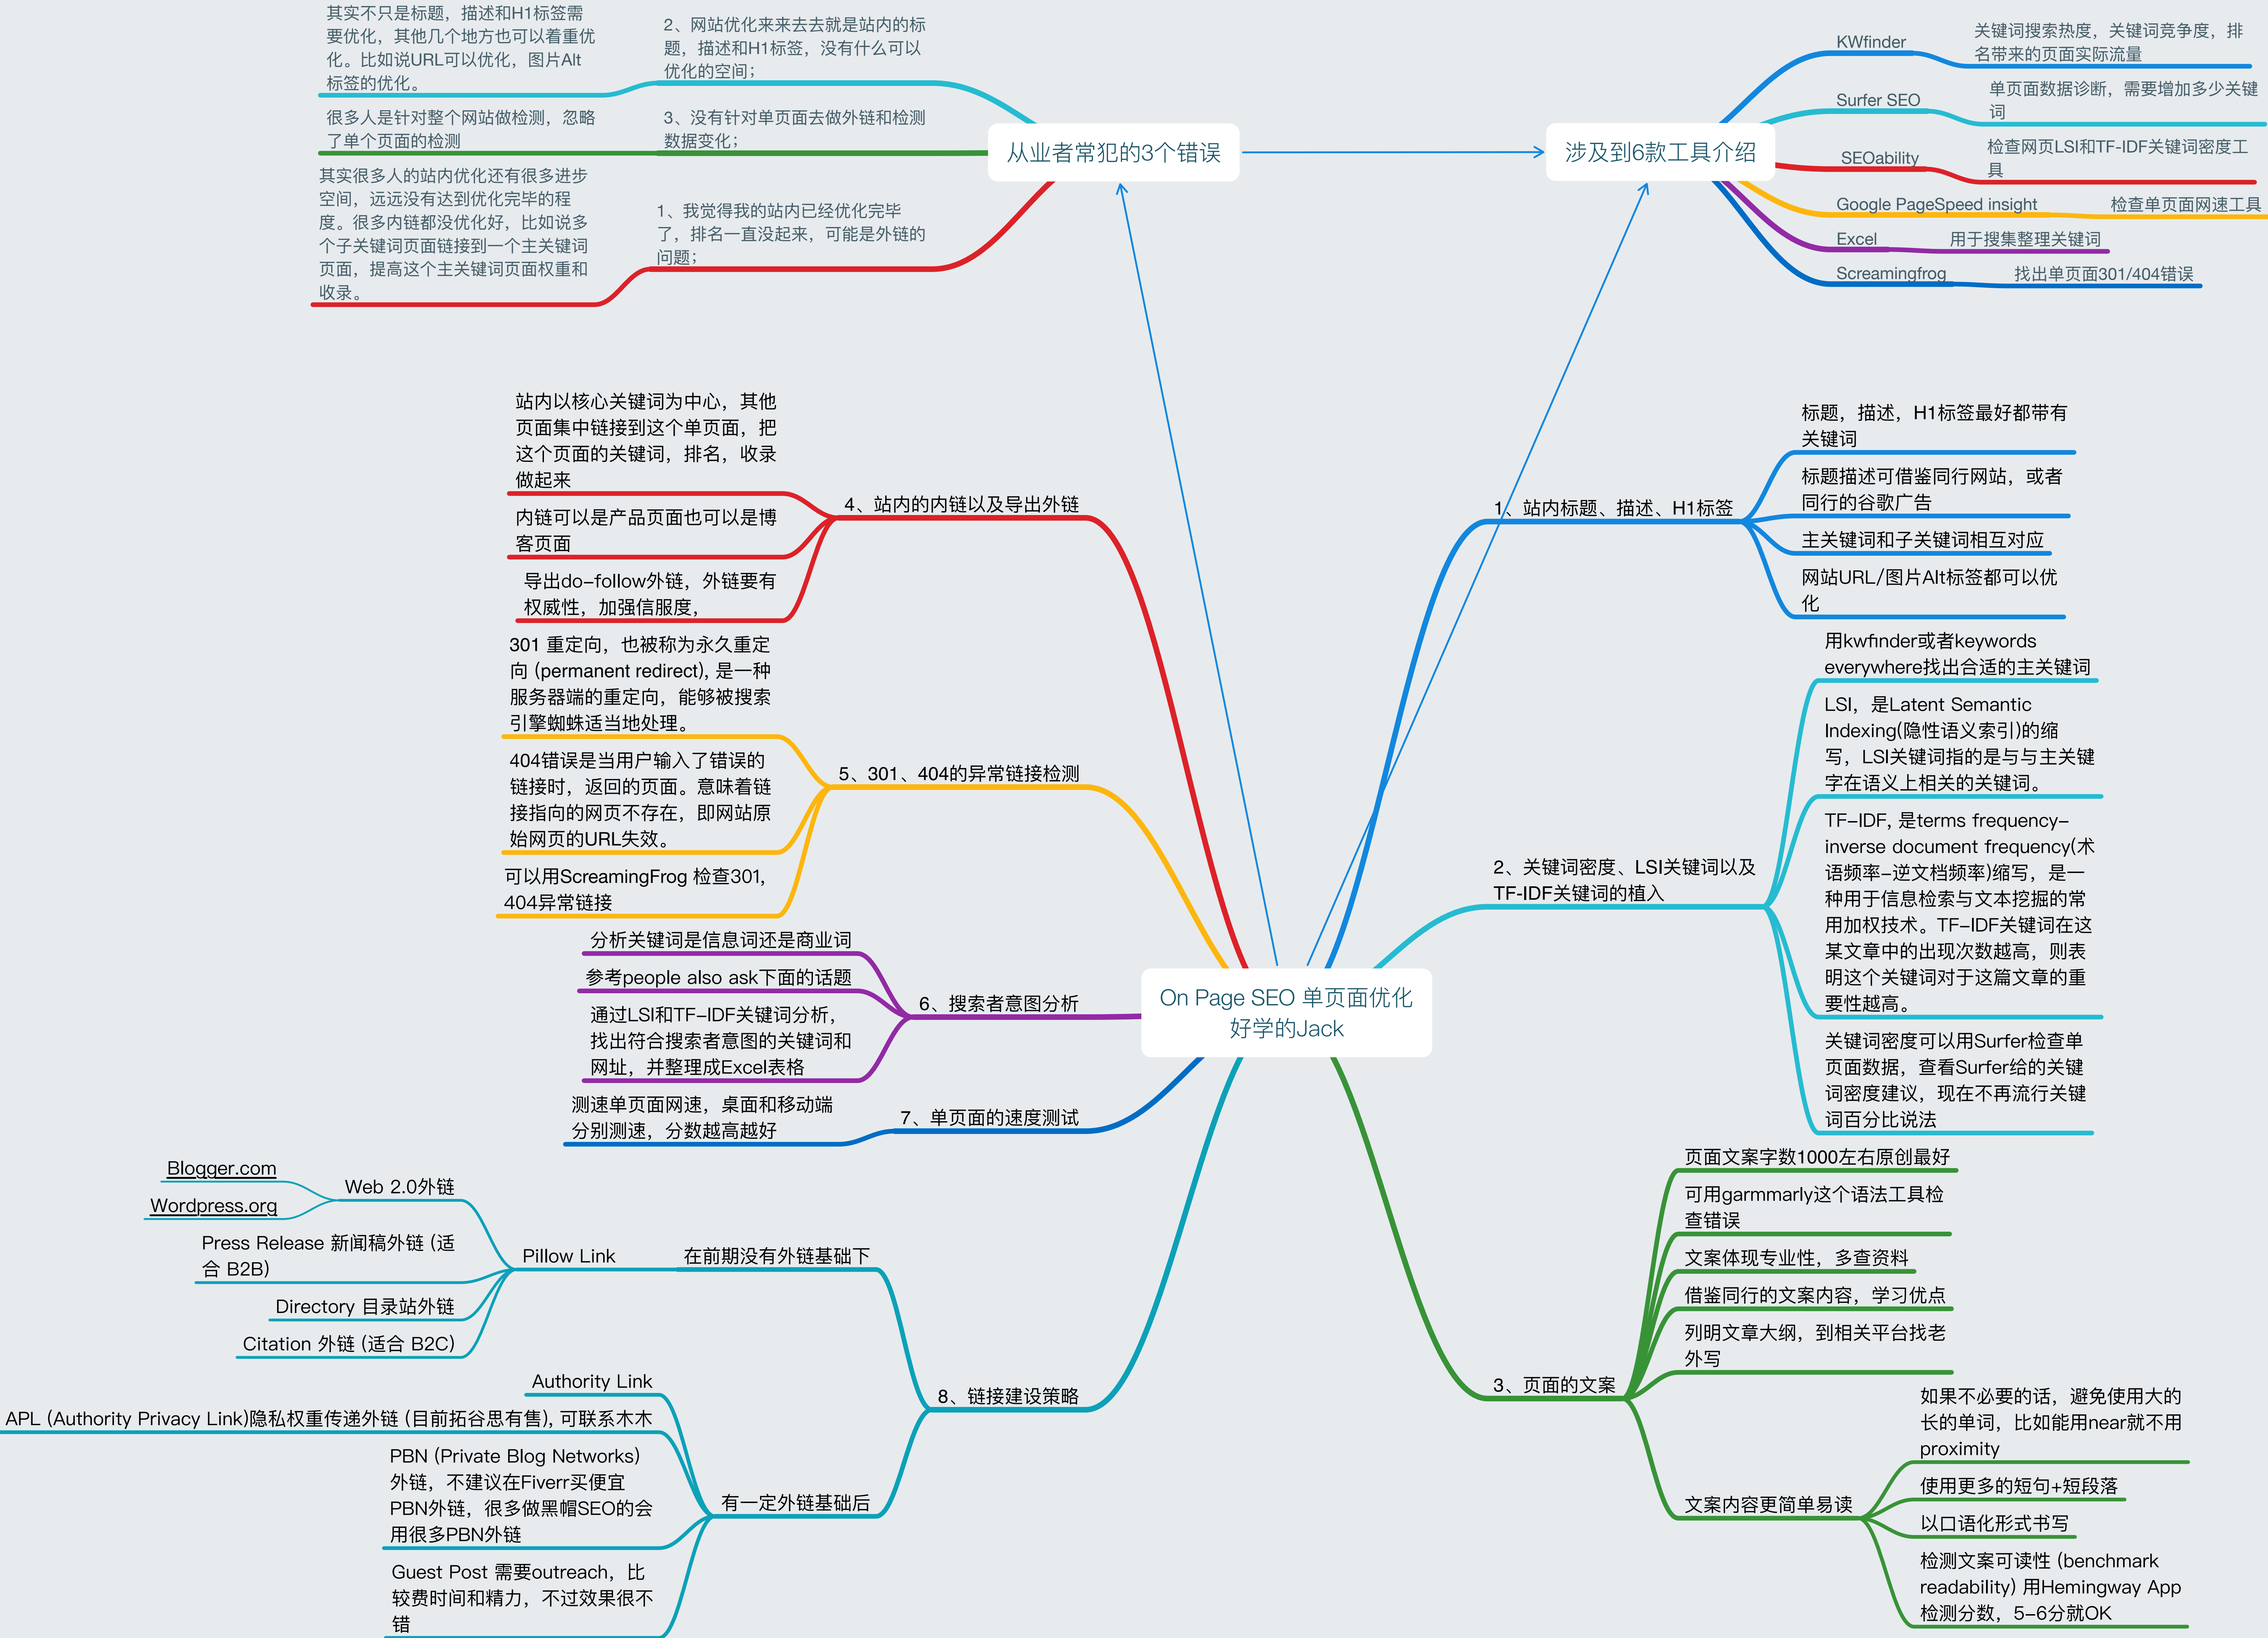 其实不只是标题，描述和H1标签需
要优化，其他几个地方也可以着重优
化。比如说URL可以优化，图片Alt
标签的优化。
2、网站优化来来去去就是站内的标
题，描述和H1标签，没有什么可以
优化的空间；
很多人是针对整个网站做检测，忽略
了单个页面的检测
3、没有针对单页面去做外链和检测
数据变化；
其实很多人的站内优化还有很多进步
空间，远远没有达到优化完毕的程
度。很多内链都没优化好，比如说多
个子关键词页面链接到一个主关键词
页面，提高这个主关键词页面权重和
收录。
1、我觉得我的站内已经优化完毕
了，排名一直没起来，可能是外链的
问题；
从业者常犯的3个错误
涉及到6款工具介绍
KWfinder
关键词搜索热度，关键词竞争度，排
名带来的页面实际流量
Surfer SEO
单页面数据诊断，需要增加多少关键
词
SEOability
检查网页LSI和TF-IDF关键词密度工
具
Google PageSpeed insight
检查单页面网速工具
Excel
用于搜集整理关键词
Screamingfrog
找出单页面301/404错误
On Page SEO 单页面优化
好学的Jack
1、站内标题、描述、H1标签
标题，描述，H1标签最好都带有
关键词
标题描述可借鉴同行网站，或者
同行的谷歌广告
主关键词和子关键词相互对应
网站URL/图片Alt标签都可以优
化
2、关键词密度、LSI关键词以及
TF-IDF关键词的植入
用kwfinder或者keywords
everywhere找出合适的主关键词
LSI，是Latent Semantic
Indexing(隐性语义索引)的缩
写，LSI关键词指的是与与主关键
字在语义上相关的关键词。
TF-IDF, 是terms frequency-
inverse document frequency(术
语频率-逆文档频率)缩写，是一
种用于信息检索与文本挖掘的常
用加权技术。TF-IDF关键词在这
某文章中的出现次数越高，则表
明这个关键词对于这篇文章的重
要性越高。
关键词密度可以用Surfer检查单
页面数据，查看Surfer给的关键
词密度建议，现在不再流行关键
词百分比说法
3、页面的文案
页面文案字数1000左右原创最好
可用garmmarly这个语法工具检
查错误
文案体现专业性，多查资料
借鉴同行的文案内容，学习优点
列明文章大纲，到相关平台找老
外写
文案内容更简单易读
如果不必要的话，避免使用大的
长的单词，比如能用near就不用
proximity
使用更多的短句+短段落
以口语化形式书写
检测文案可读性 (benchmark
readability) 用Hemingway App
检测分数，5-6分就OK
4、站内的内链以及导出外链
站内以核心关键词为中心，其他
页面集中链接到这个单页面，把
这个页面的关键词，排名，收录
做起来
内链可以是产品页面也可以是博
客页面
导出do-follow外链，外链要有
权威性，加强信服度，
5、301、404的异常链接检测
301 重定向，也被称为永久重定
向 (permanent redirect), 是一种
服务器端的重定向，能够被搜索
引擎蜘蛛适当地处理。
404错误是当用户输入了错误的
链接时，返回的页面。意味着链
接指向的网页不存在，即网站原
始网页的URL失效。
可以用ScreamingFrog 检查301,
404异常链接
6、搜索者意图分析
分析关键词是信息词还是商业词
参考people also ask下面的话题
通过LSI和TF-IDF关键词分析，
找出符合搜索者意图的关键词和
网址，并整理成Excel表格
7、单页面的速度测试
测速单页面网速，桌面和移动端
分别测速，分数越高越好
8、链接建设策略
在前期没有外链基础下
Pillow Link
Web 2.0外链
Blogger.com
Wordpress.org
Press Release 新闻稿外链 (适
合 B2B)
Directory 目录站外链
Citation 外链 (适合 B2C)
有一定外链基础后
Authority Link
APL (Authority Privacy Link)隐私权重传递外链 (目前拓谷思有售), 可联系木木
PBN (Private Blog Networks)
外链，不建议在Fiverr买便宜
PBN外链，很多做黑帽SEO的会
用很多PBN外链
Guest Post 需要outreach，比
较费时间和精力，不过效果很不
错